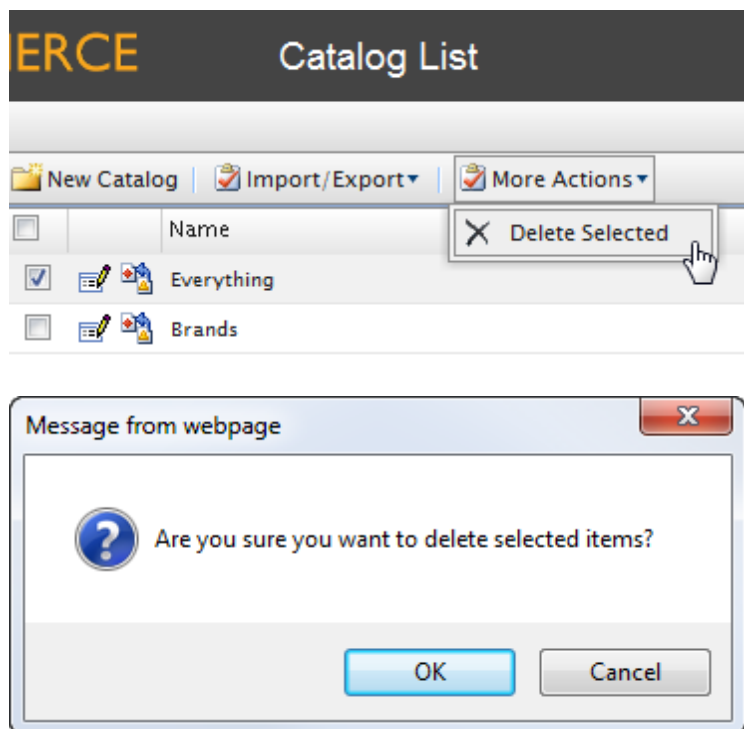 IERCE Catalog List
New Catalog Import/Export More Actions
Name Delete Selected
Everything
Brands
Message from webpage
Are you sure you want to delete selected items?
OK Cancel